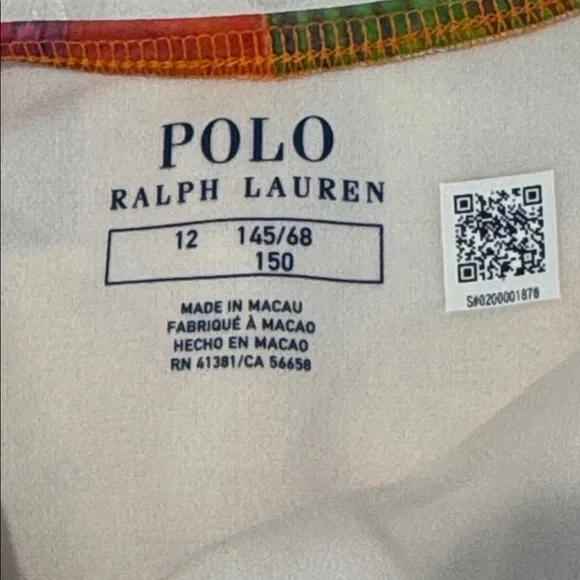 POLO
RALPH LAUREN
12 145/68
150
MADE IN MACAU
FABRIQUÉ À MACAO
HECHO EN MACAO
RN 41381/CA 56658
S#0200001878